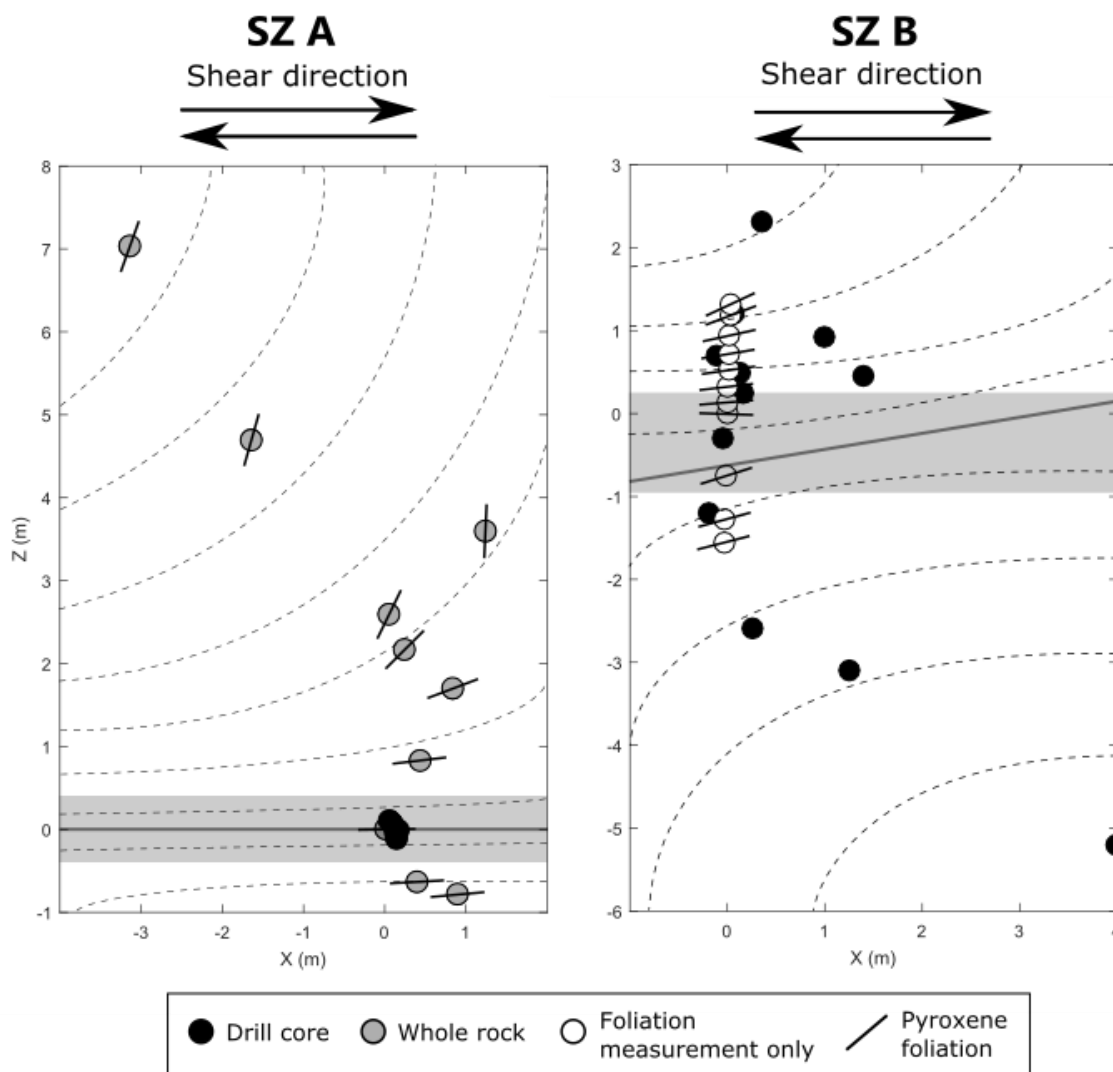 SZ A
Shear direction
SZ B
Shear direction
8
7
6
5
4
3
2
1
0
-1
Z (m)
-3
-2
-1
0
1
X (m)
3
2
1
0
-1
-2
-3
-4
-5
-6
0
1
2
3
4
X (m)
Drill core
Whole rock
Foliation
measurement only
Pyroxene
foliation